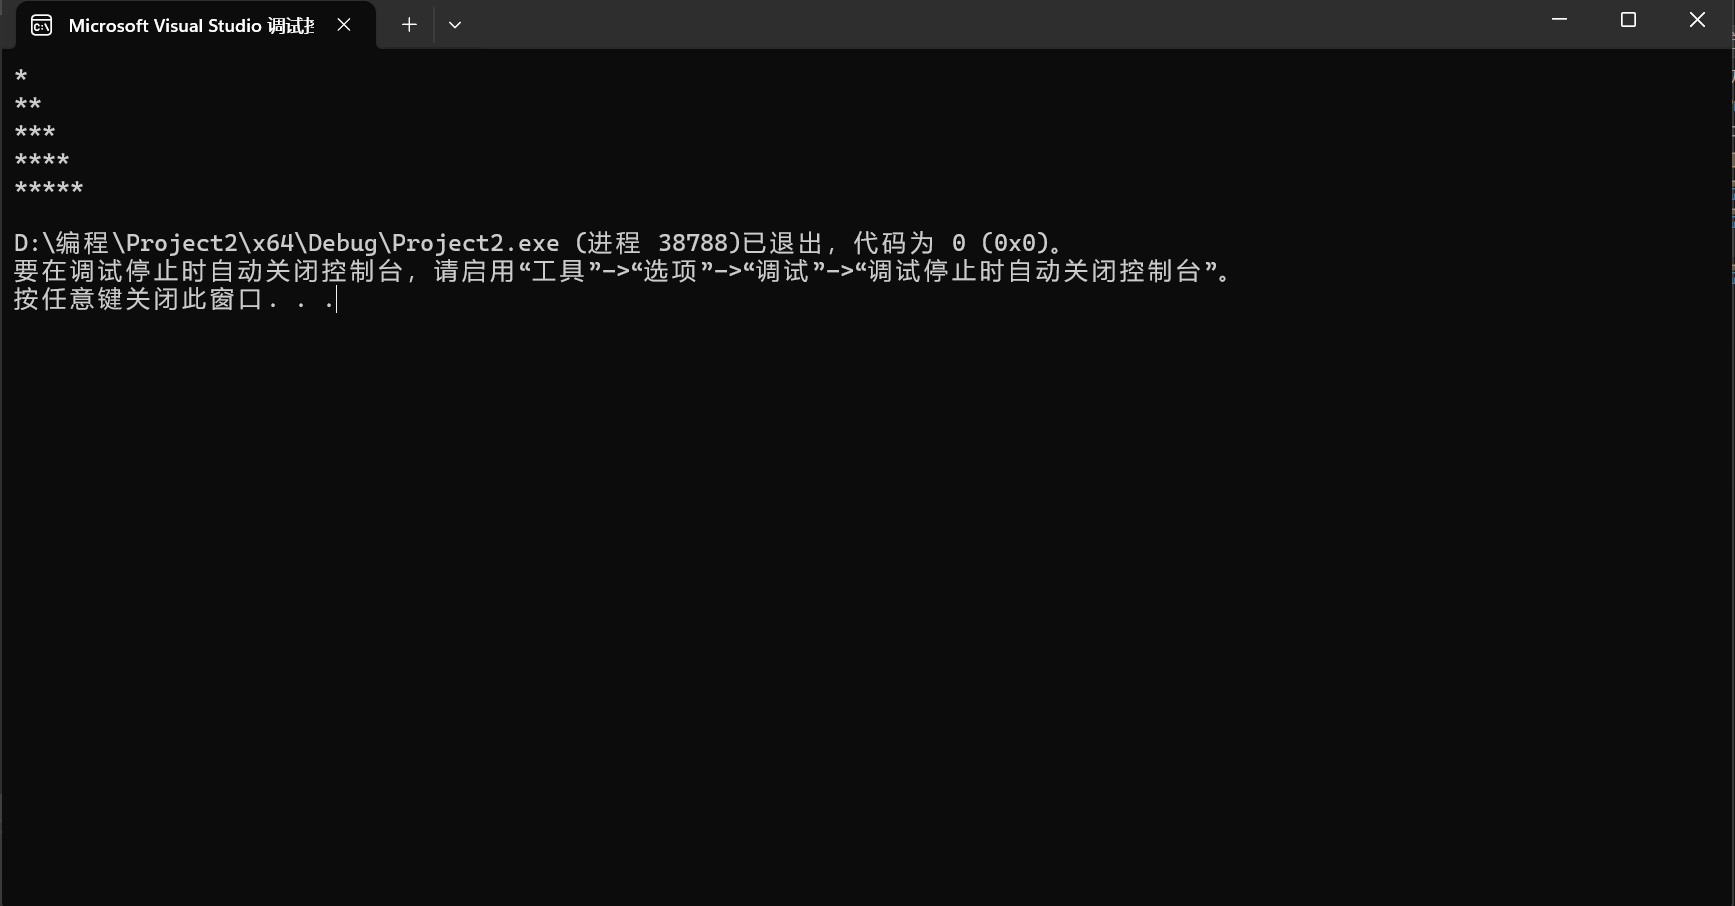 Microsoft Visual Studio 调试
*
**
***
****
*****
D:\编程\Project2\x64\Debug\Project2.exe (进程 38788)已退出，代码为 0 (0x0)。
要在调试停止时自动关闭控制台，请启用“工具”->“选项”->“调试”->“调试停止时自动关闭控制台”。
按任意键关闭此窗口. . .